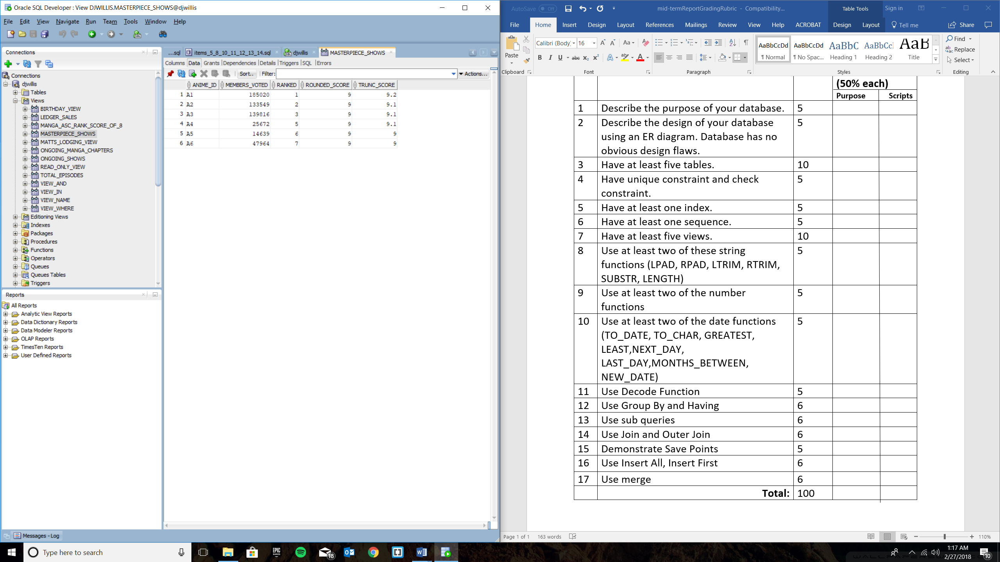 Oracle SQL Developer : View DJWILLIS.MASTERPIECE_SHOWS@djwillis
File Edit View Navigate Run Team Tools Window Help
Connections
Connections
djwillis
Tables
Views
BIRTHDAY_VIEW
LEDGER_SALES
MANGA_ASC_RANK_SCORE_OF_8
MASTERPIECE_SHOWS
MATTS_LODGING_VIEW
ONGOING_MANGA_CHAPTERS
ONGOING_SHOWS
READ_ONLY_VIEW
TOTAL_EPISODES
VIEW_AND
VIEW_IN
VIEW_NAME
VIEW_WHERE
Editioning Views
Indexes
Packages
Procedures
Functions
Operators
Queues
Queues Tables
Triggers
Reports
All Reports
Analytic View Reports
Data Dictionary Reports
Data Modeler Reports
OLAP Reports
TimesTen Reports
User Defined Reports
Messages - Log
...sql items_5_8_10_11_12_13_14.sql djwillis MASTERPIECE_SHOWS
Columns Data Grants Dependencies Details Triggers SQL Errors
Sort.. Filter: Actions...
ANIME_ID MEMBERS_VOTED RANKED ROUNDED_SCORE TRUNC_SCORE
1 A1 185020 1 9 9.2
2 A2 133549 2 9 9.1
3 A3 139816 3 9 9.1
4 A4 25672 5 9 9.1
5 A5 14639 6 9 9
6 A6 47964 7 9 9
AutoSave Off mid-termReportGradingRubric - Compatibility... Table Tools Sign in
File Home Insert Design Layout References Mailings Review View Help ACROBAT Design Layout Tell me Share
Paste
Calibri (Body) 16
AaBbCcDd AaBbCcDd AaBbC AaBbCcI AaB
¶ Normal ¶ No Spac... Heading 1 Heading 2 Title
Find
Replace
Select
Clipboard Font Paragraph Styles Editing
(50% each)
Purpose Scripts
1 Describe the purpose of your database. 5
2 Describe the design of your database 5
using an ER diagram. Database has no
obvious design flaws.
3 Have at least five tables. 10
4 Have unique constraint and check 5
constraint.
5 Have at least one index. 5
6 Have at least one sequence. 5
7 Have at least five views. 10
8 Use at least two of these string 5
functions (LPAD, RPAD, LTRIM, RTRIM,
SUBSTR, LENGTH)
9 Use at least two of the number 5
functions
10 Use at least two of the date functions 5
(TO_DATE, TO_CHAR, GREATEST,
LEAST,NEXT_DAY,
LAST_DAY,MONTHS_BETWEEN,
NEW_DATE)
11 Use Decode Function 5
12 Use Group By and Having 6
13 Use sub queries 6
14 Use Join and Outer Join 6
15 Demonstrate Save Points 5
16 Use Insert All, Insert First 6
17 Use merge 6
Total: 100
Page 1 of 1 163 words 110%
Type here to search
EPIC GAMES
18
1:17 AM
2/27/2018
10